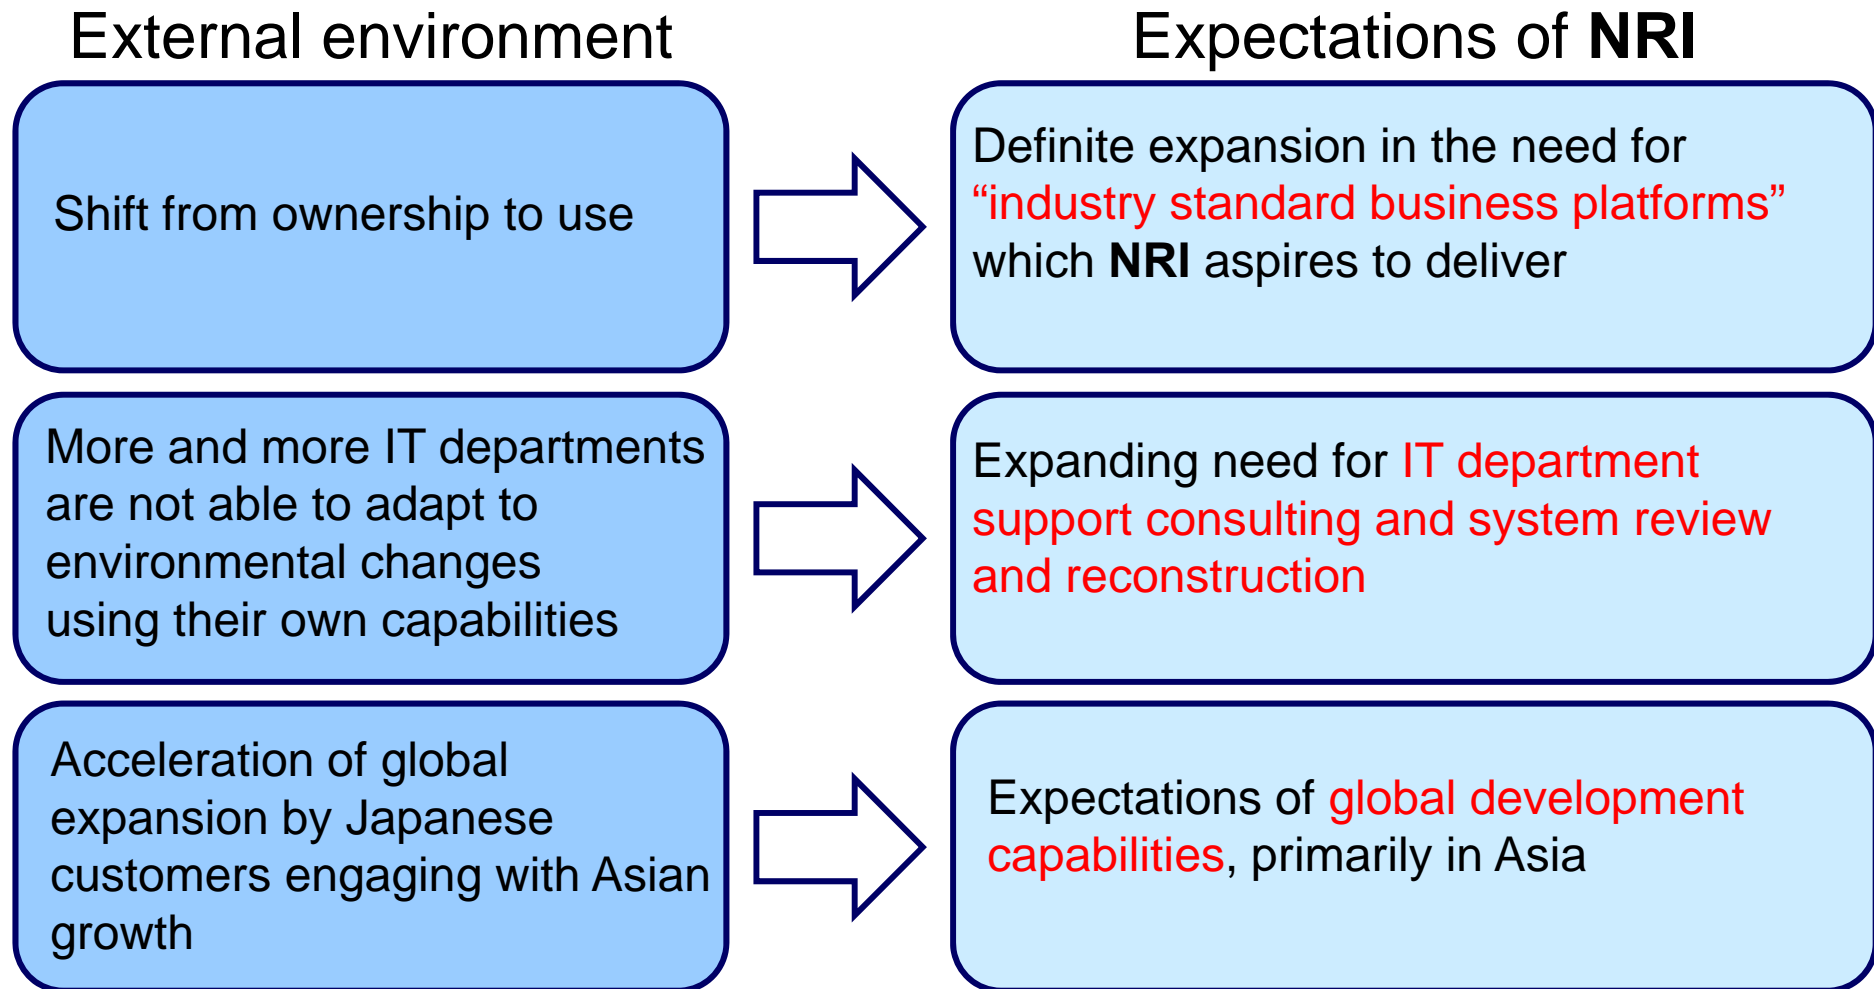 External environment
Expectations of NRI
Shift from ownership to use
Definite expansion in the need for
“industry standard business platforms”
which NRI aspires to deliver
More and more IT departments
are not able to adapt to
environmental changes
using their own capabilities
Expanding need for IT department
support consulting and system review
and reconstruction
Acceleration of global
expansion by Japanese
customers engaging with Asian
growth
Expectations of global development
capabilities, primarily in Asia